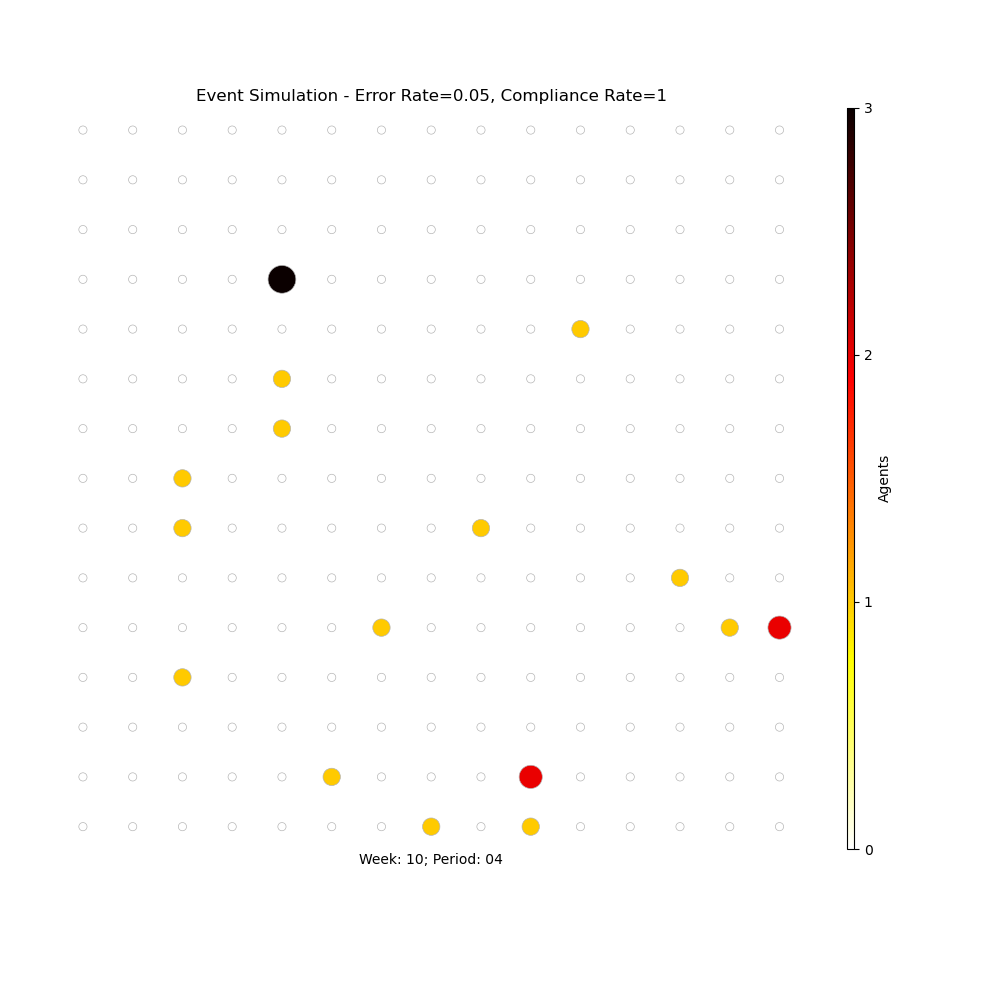 Event Simulation - Error Rate=0.05, Compliance Rate=1
3
2
Agents
1
0
Week: 10; Period: 04